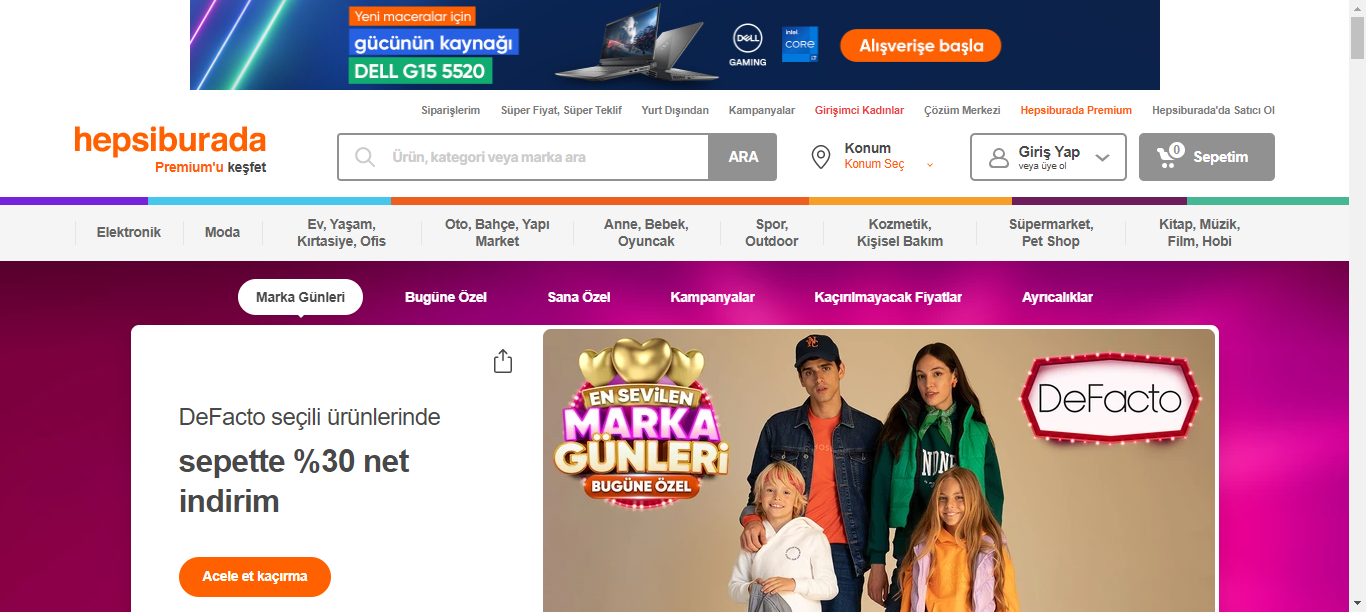 Yeni maceralar için
gücünün kaynağı
DELL G15 5520
DELL
GAMING
intel
CORE
i7
Alışverişe başla
Siparişlerim Süper Fiyat, Süper Teklif Yurt Dışından Kampanyalar Girişimci Kadınlar Çözüm Merkezi Hepsiburada Premium Hepsiburada'da Satıcı Ol
hepsiburada
Premium'u keşfet
Ürün, kategori veya marka ara
ARA
Konum
Konum Seç
Giriş Yap
veya üye ol
0
Sepetim
Elektronik
Moda
Ev, Yaşam,
Kırtasiye, Ofis
Oto, Bahçe, Yapı
Market
Anne, Bebek,
Oyuncak
Spor,
Outdoor
Kozmetik,
Kişisel Bakım
Süpermarket,
Pet Shop
Kitap, Müzik,
Film, Hobi
Marka Günleri Bugüne Özel Sana Özel Kampanyalar Kaçırılmayacak Fiyatlar Ayrıcalıklar
DeFacto seçili ürünlerinde
sepette %30 net
indirim
Acele et kaçırma
EN SEVİLEN
MARKA
GÜNLERİ
BUGÜNE ÖZEL
DeFacto